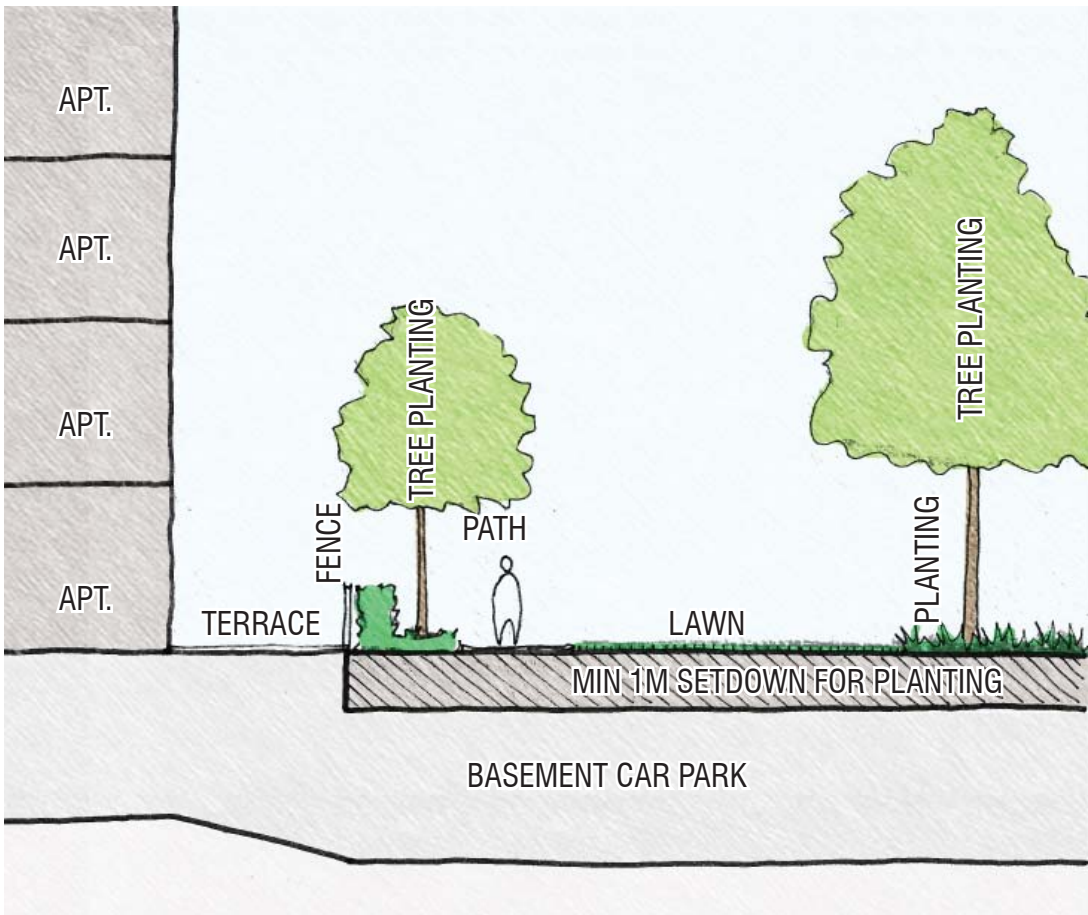 APT.
APT.
APT.
APT.
TREE PLANTING
TREE PLANTING
FENCE
PATH
PLANTING
TERRACE
LAWN
MIN 1M SETDOWN FOR PLANTING
BASEMENT CAR PARK